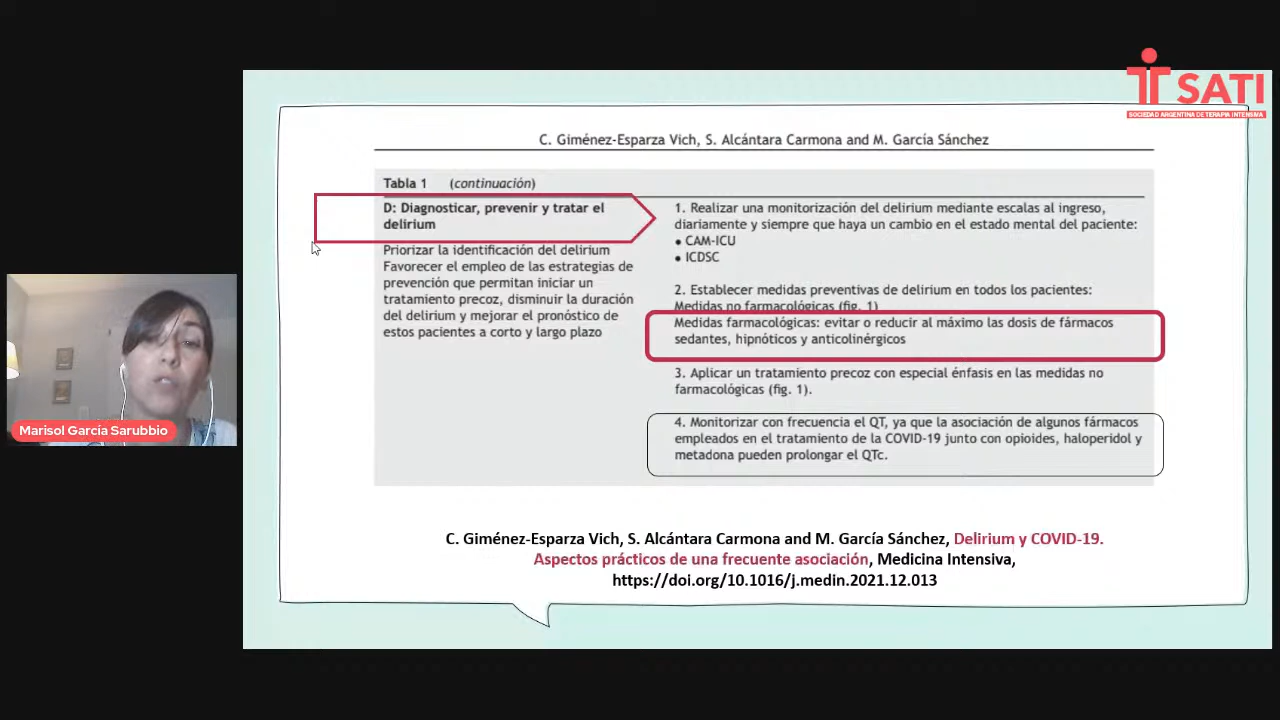 SATI
SOCIEDAD ARGENTINA DE TERAPIA INTENSIVA
C. Giménez-Esparza Vich, S. Alcántara Carmona and M. García Sánchez
Tabla 1 (continuación)
D: Diagnosticar, prevenir y tratar el
delirium
Priorizar la identificación del delirium
Favorecer el empleo de las estrategias de
prevención que permitan iniciar un
tratamiento precoz, disminuir la duración
del delirium y mejorar el pronóstico de
estos pacientes a corto y largo plazo
1. Realizar una monitorización del delirium mediante escalas al ingreso,
diariamente y siempre que haya un cambio en el estado mental del paciente:
• CAM-ICU
• ICDSC
2. Establecer medidas preventivas de delirium en todos los pacientes:
Medidas no farmacológicas (fig. 1)
Medidas farmacológicas: evitar o reducir al máximo las dosis de fármacos
sedantes, hipnóticos y anticolinérgicos
3. Aplicar un tratamiento precoz con especial énfasis en las medidas no
farmacológicas (fig. 1).
4. Monitorizar con frecuencia el QT, ya que la asociación de algunos fármacos
empleados en el tratamiento de la COVID-19 junto con opioides, haloperidol y
metadona pueden prolongar el QTc.
C. Giménez-Esparza Vich, S. Alcántara Carmona and M. García Sánchez, Delirium y COVID-19.
Aspectos prácticos de una frecuente asociación, Medicina Intensiva,
https://doi.org/10.1016/j.medin.2021.12.013
Marisol García Sarubbio